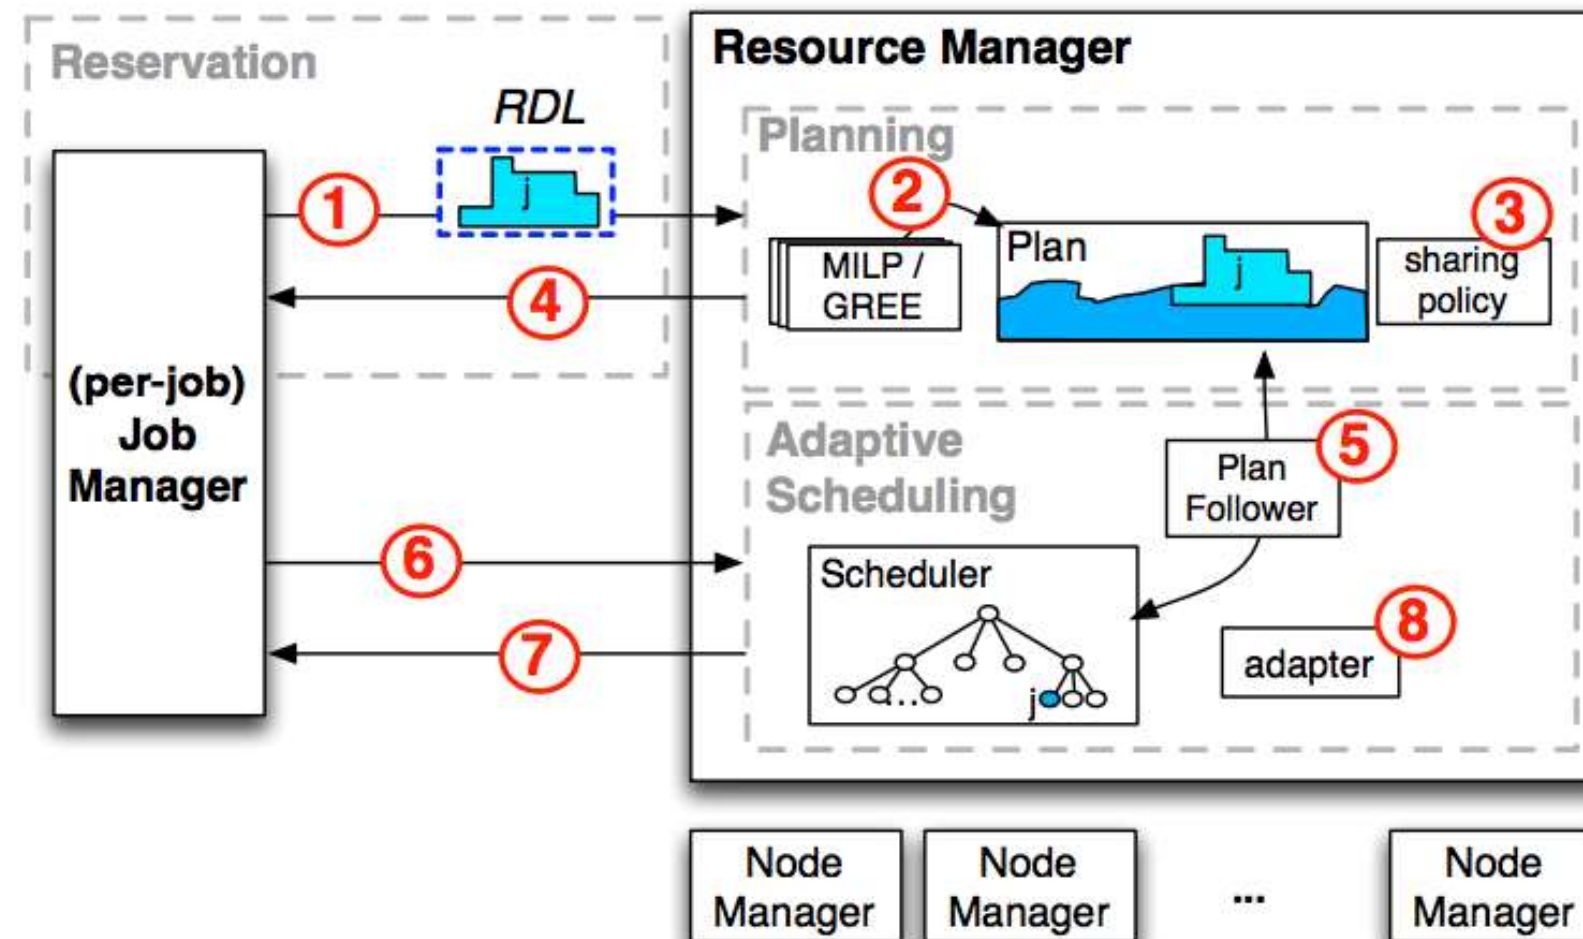 Reservation
RDL
j
1
4
(per-job)
Job
Manager
6
7
Resource Manager
Planning
2
MILP /
GREE
Plan
j
3
sharing
policy
Adaptive
Scheduling
5
Plan
Follower
Scheduler
...
j
8
adapter
Node
Manager
Node
Manager
...
Node
Manager